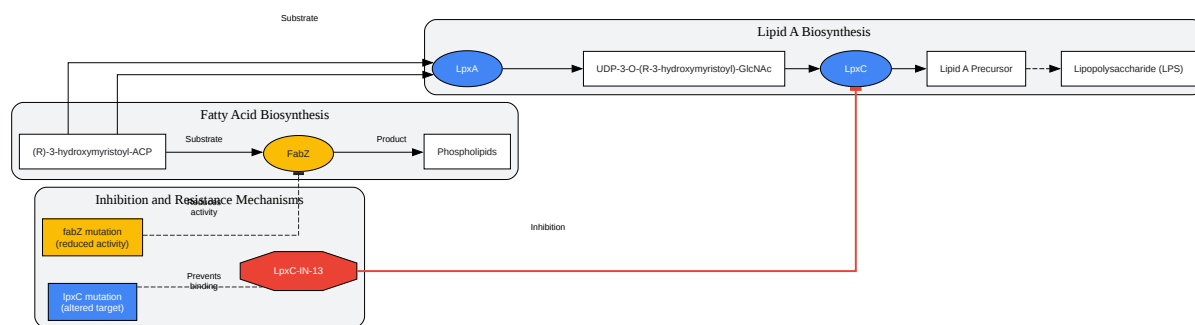 Substrate
Lipid A Biosynthesis
LpxA
UDP-3-O-(R-3-hydroxymyristoyl)-GlcNAc
LpxC
Lipid A Precursor
Lipopolysaccharide (LPS)
Fatty Acid Biosynthesis
(R)-3-hydroxymyristoyl-ACP
Substrate
FabZ
Product
Phospholipids
Inhibition and Resistance Mechanisms
Reduces
activity
fabZ mutation
(reduced activity)
Inhibition
LpxC-IN-13
Prevents
binding
lpxC mutation
(altered target)